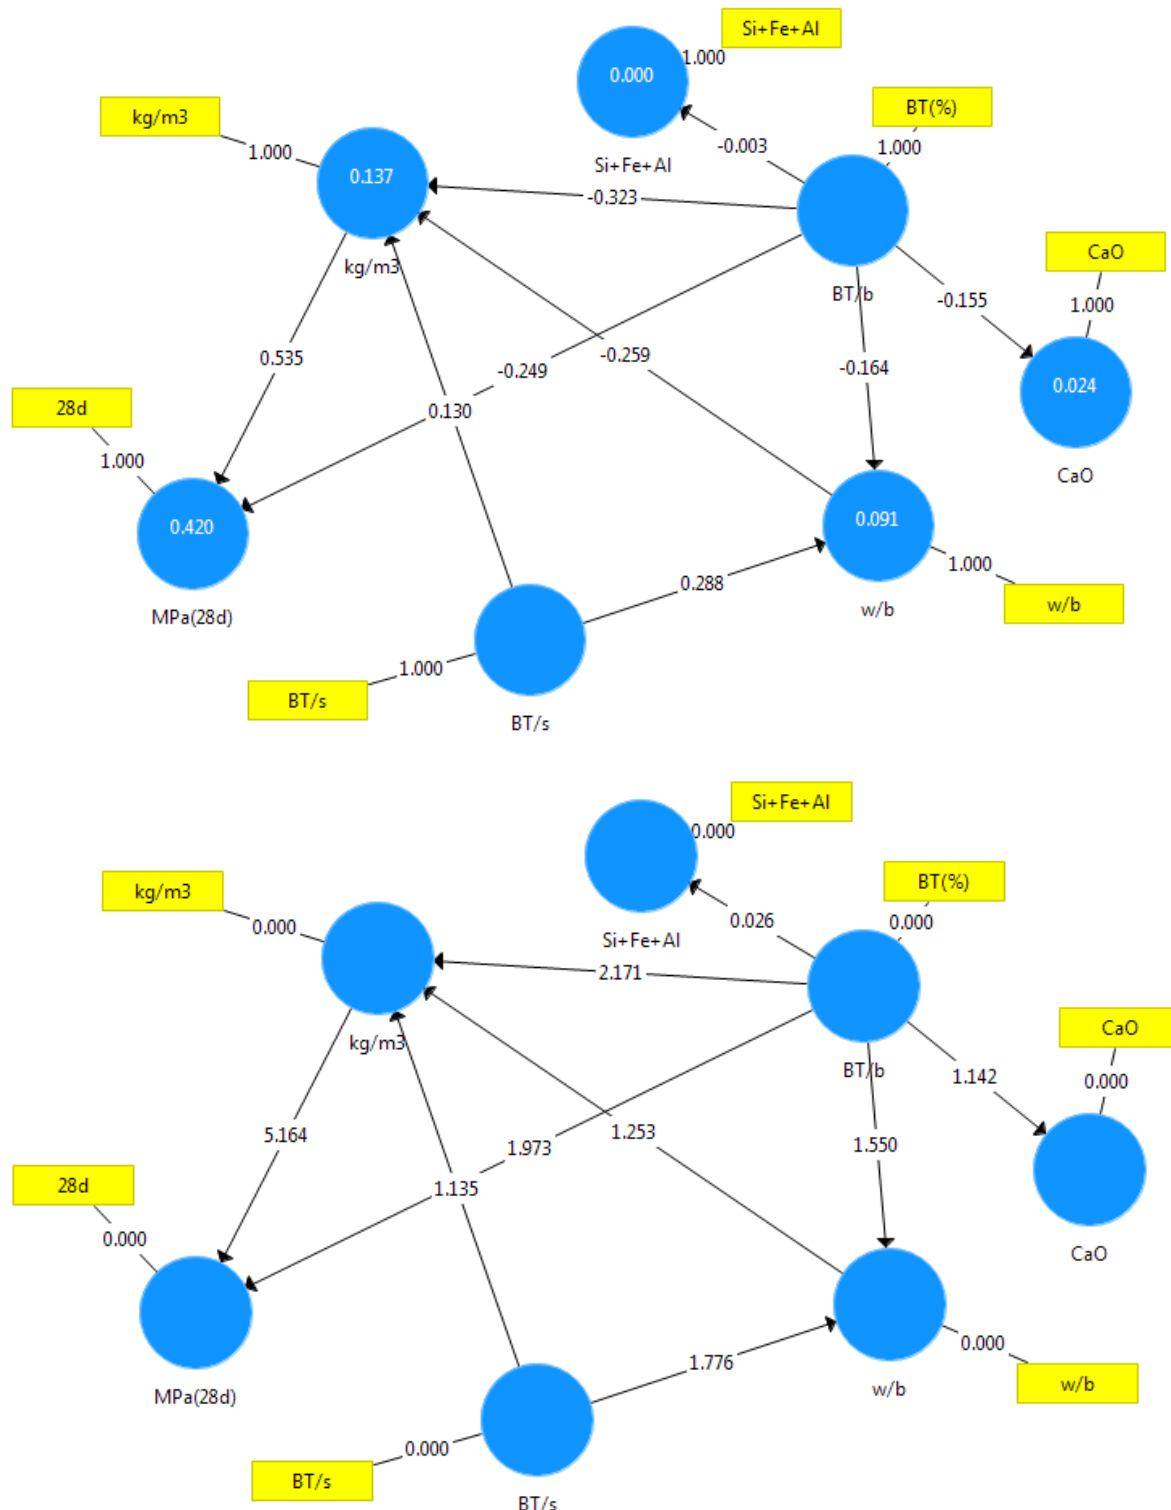 Si+Fe+Al
1.000
0.000
kg/m3
BT(%)
1.000
1.000
-0.003
Si+Fe+Al
0.137
-0.323
kg/m3
BT/b
CaO
1.000
-0.155
0.535
-0.259
-0.249
-0.164
0.024
28d
0.130
1.000
CaO
0.420
0.091
1.000
0.288
MPa(28d)
w/b
w/b
1.000
BT/s
BT/s
Si+Fe+Al
0.000
kg/m3
BT(%)
0.000
0.026
0.000
Si+Fe+Al
2.171
kg/m3
BT/b
CaO
1.142
0.000
5.164
1.253
1.973
1.550
28d
1.135
0.000
CaO
0.000
1.776
MPa(28d)
w/b
w/b
0.000
BT/s
BT/s